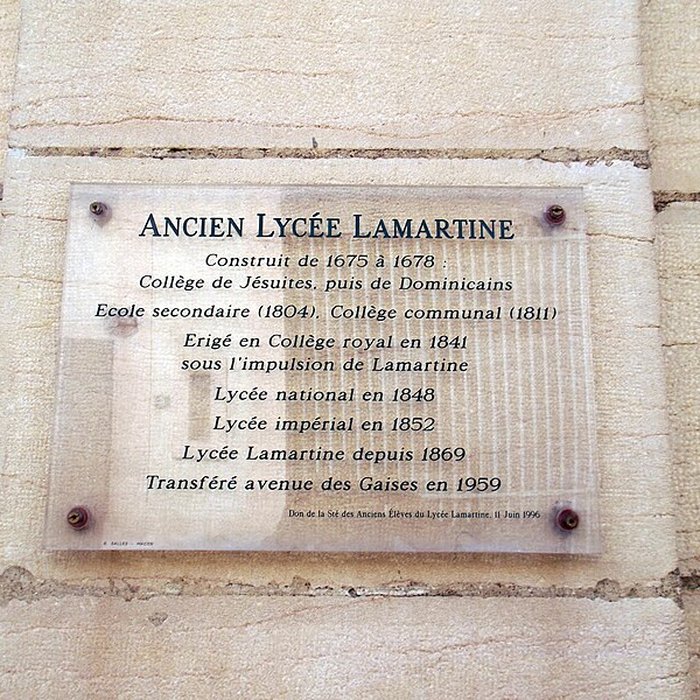 ANCIEN LYCÉE LAMARTINE
Construit de 1675 à 1678 :
Collège de Jésuites, puis de Dominicains
Ecole secondaire (1804), Collège communal (1811)
Erigé en Collège royal en 1841
sous l'impulsion de Lamartine
Lycée national en 1848
Lycée impérial en 1852
Lycée Lamartine depuis 1869
Transféré avenue des Gaises en 1959
Don de la Sté des Anciens Élèves du Lycée Lamartine, 11 Juin 1996